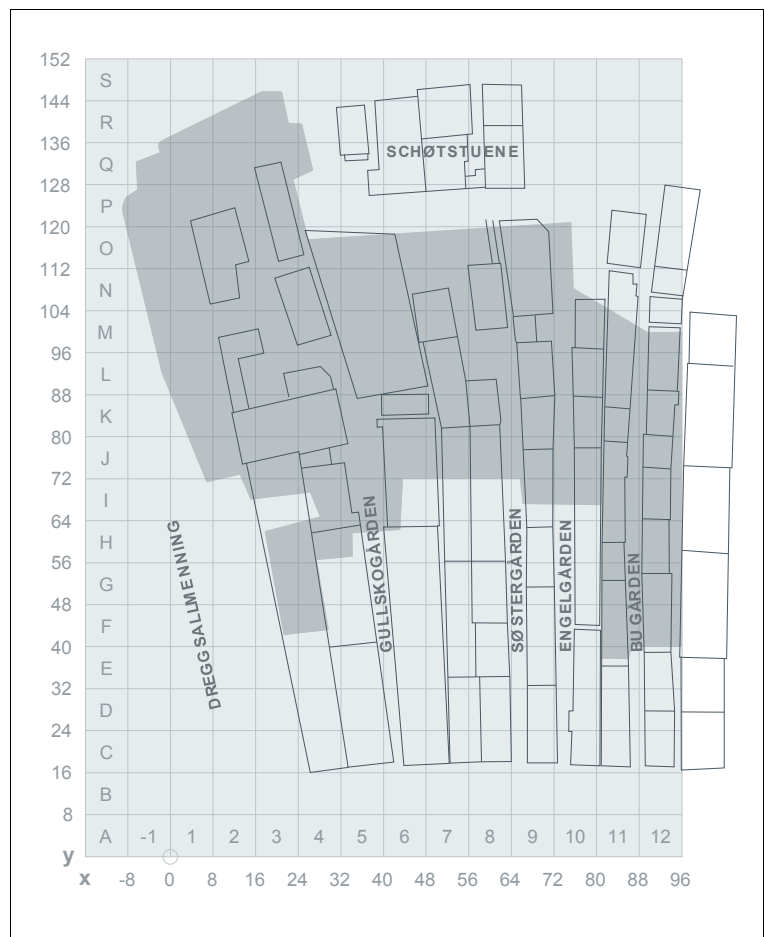 152
S
144
R
136
SCHØTSTUENE
Q
128
P
120
O
112
N
104
M
96
L
88
K
80
J
72
I
64
H
56
G
48
F
40
E
32
D
24
C
16
B
8
DREGGSALLMENNING
GULLSKOGÅRDEN
SØSTERGÅRDEN
ENGELGÅRDEN
BUGÅRDEN
A -1 1 2 3 4 5 6 7 8 9 10 11 12
y
x -8 0 8 16 24 32 40 48 56 64 72 80 88 96